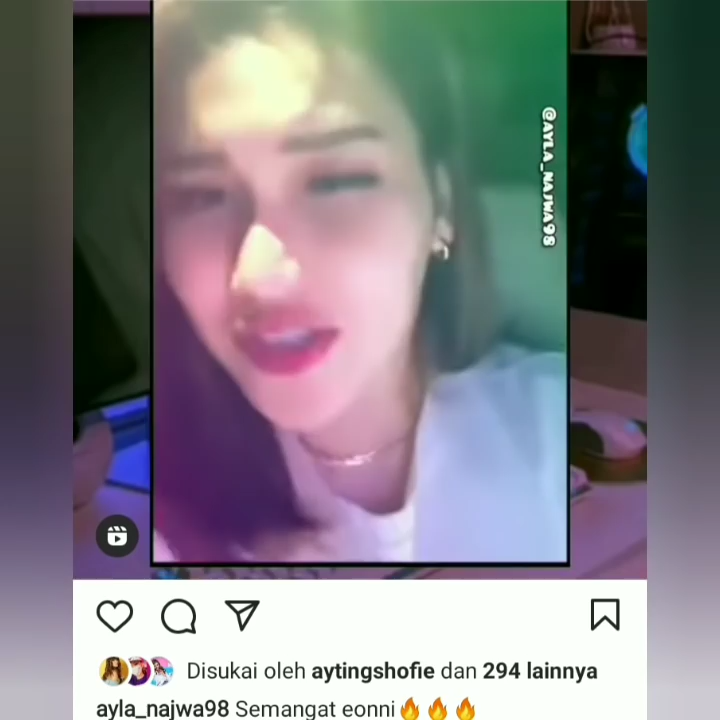 @AYLA_NAJWA98
Disukai oleh aytingshofie dan 294 lainnya
ayla_najwa98 Semangat eonni🔥🔥🔥